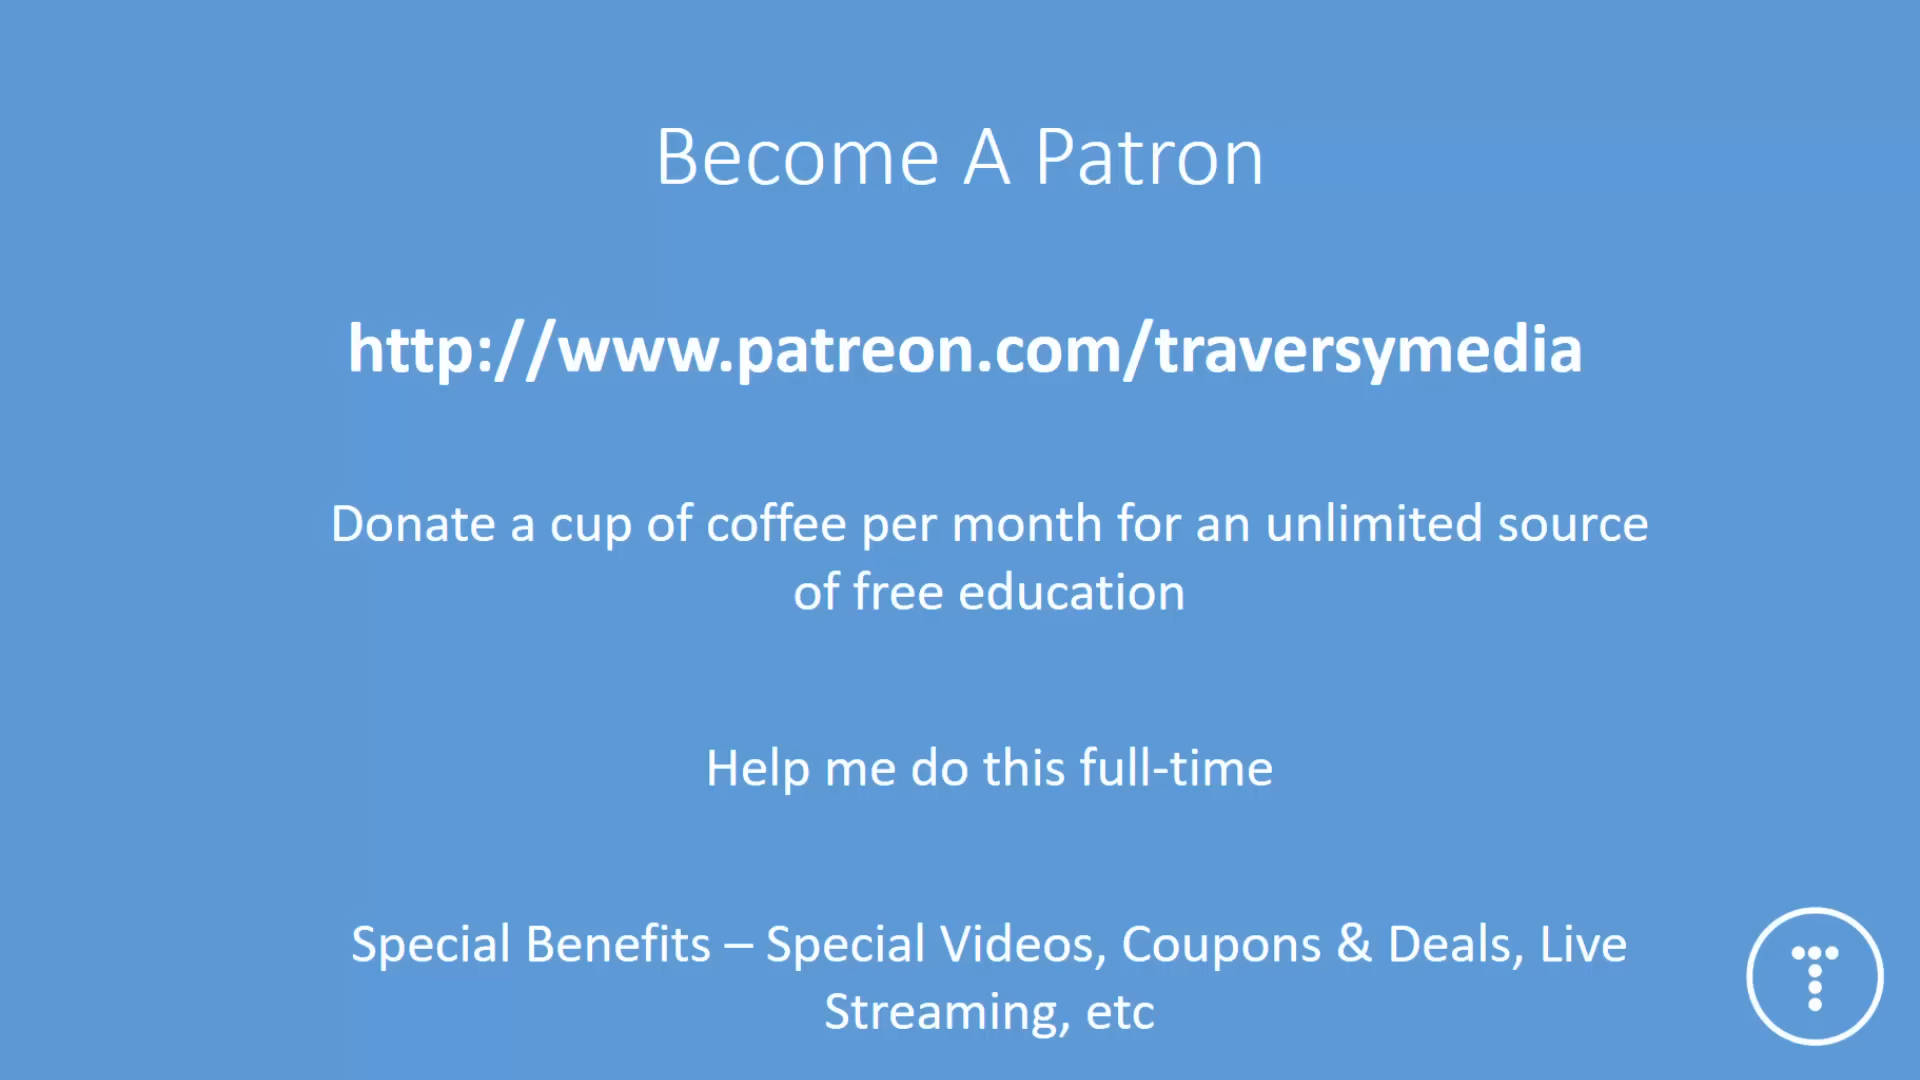 Become A Patron
http://www.patreon.com/traversymedia
Donate a cup of coffee per month for an unlimited source
of free education
Help me do this full-time
Special Benefits – Special Videos, Coupons & Deals, Live
Streaming, etc
T